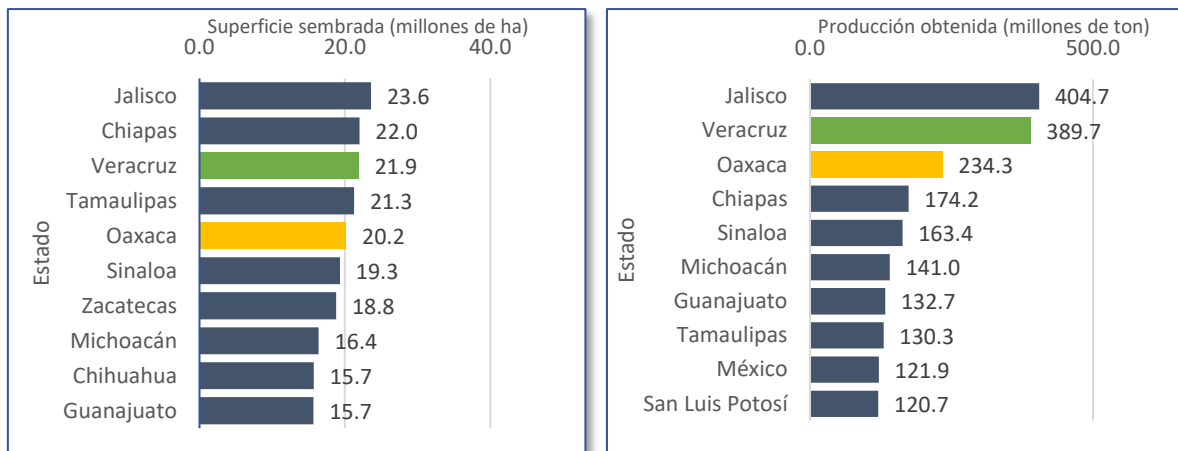 Superficie sembrada (millones de ha)
0.0 20.0 40.0
Jalisco 23.6
Chiapas 22.0
Veracruz 21.9
Tamaulipas 21.3
Oaxaca 20.2
Sinaloa 19.3
Zacatecas 18.8
Michoacán 16.4
Chihuahua 15.7
Guanajuato 15.7
Estado
Producción obtenida (millones de ton)
0.0 500.0
Jalisco 404.7
Veracruz 389.7
Oaxaca 234.3
Chiapas 174.2
Sinaloa 163.4
Michoacán 141.0
Guanajuato 132.7
Tamaulipas 130.3
México 121.9
San Luis Potosí 120.7
Estado